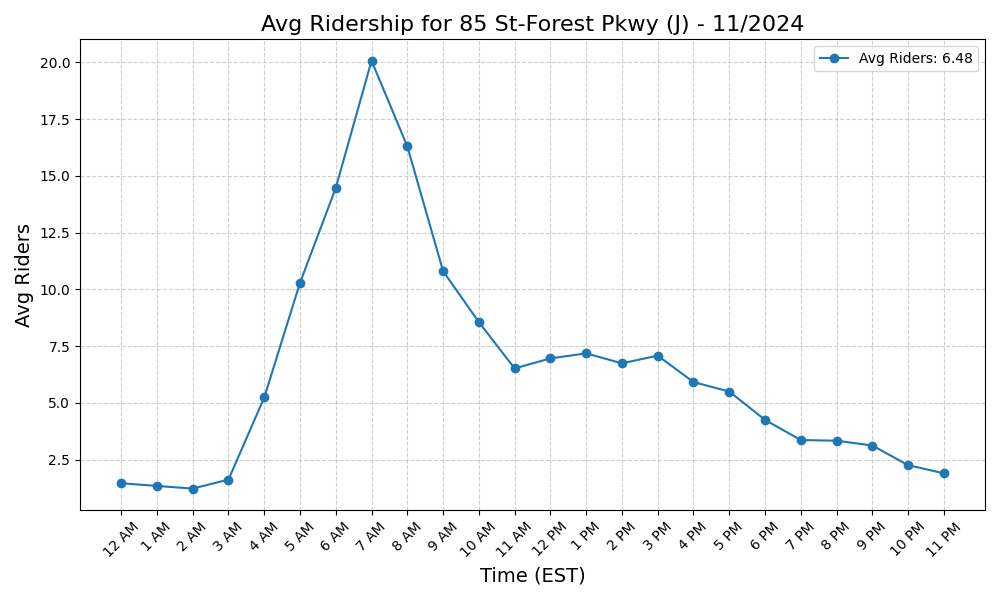 Avg Ridership for 85 St-Forest Pkwy (J) - 11/2024
Avg Riders: 6.48
Avg Riders
20.0
17.5
15.0
12.5
10.0
7.5
5.0
2.5
12 AM
1 AM
2 AM
3 AM
4 AM
5 AM
6 AM
7 AM
8 AM
9 AM
10 AM
11 AM
12 PM
1 PM
2 PM
3 PM
4 PM
5 PM
6 PM
7 PM
8 PM
9 PM
10 PM
11 PM
Time (EST)